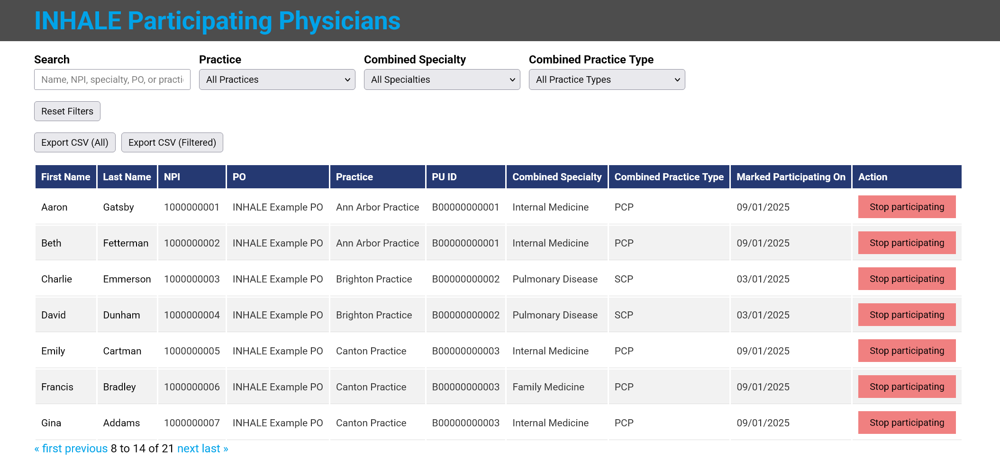 INHALE Participating Physicians
Search Practice Combined Specialty Combined Practice Type
Name, NPI, specialty, PO, or All Practices All Specialties All Practice Types
Reset Filters
Export CSV (All) Export CSV (Filtered)
First Name Last Name NPI PO Practice PU ID Combined Specialty Combined Practice Type Marked Participating On Action
Aaron Gatsby 1000000001 INHALE Example PO Ann Arbor Practice B00000000001 Internal Medicine PCP 09/01/2025 Stop participating
Beth Fetterman 1000000002 INHALE Example PO Ann Arbor Practice B00000000001 Internal Medicine PCP 09/01/2025 Stop participating
Charlie Emmerson 1000000003 INHALE Example PO Brighton Practice B00000000002 Pulmonary Disease SCP 03/01/2025 Stop participating
David Dunham 1000000004 INHALE Example PO Brighton Practice B00000000002 Pulmonary Disease SCP 03/01/2025 Stop participating
Emily Cartman 1000000005 INHALE Example PO Canton Practice B00000000003 Internal Medicine PCP 09/01/2025 Stop participating
Francis Bradley 1000000006 INHALE Example PO Canton Practice B00000000003 Family Medicine PCP 09/01/2025 Stop participating
Gina Addams 1000000007 INHALE Example PO Canton Practice B00000000003 Internal Medicine PCP 09/01/2025 Stop participating
« first previous 8 to 14 of 21 next last »